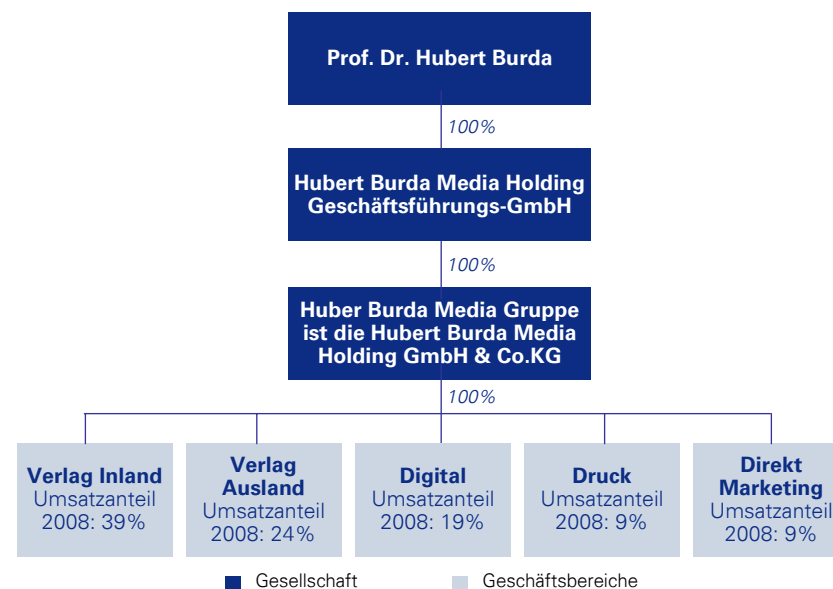 Prof. Dr. Hubert Burda
100%
Hubert Burda Media Holding
Geschäftsführungs-GmbH
100%
Huber Burda Media Gruppe
ist die Hubert Burda Media
Holding GmbH & Co.KG
100%
Verlag Inland
Umsatzanteil
2008: 39%
Verlag
Ausland
Umsatzanteil
2008: 24%
Digital
Umsatzanteil
2008: 19%
Druck
Umsatzanteil
2008: 9%
Direkt
Marketing
Umsatzanteil
2008: 9%
Gesellschaft
Geschäftsbereiche